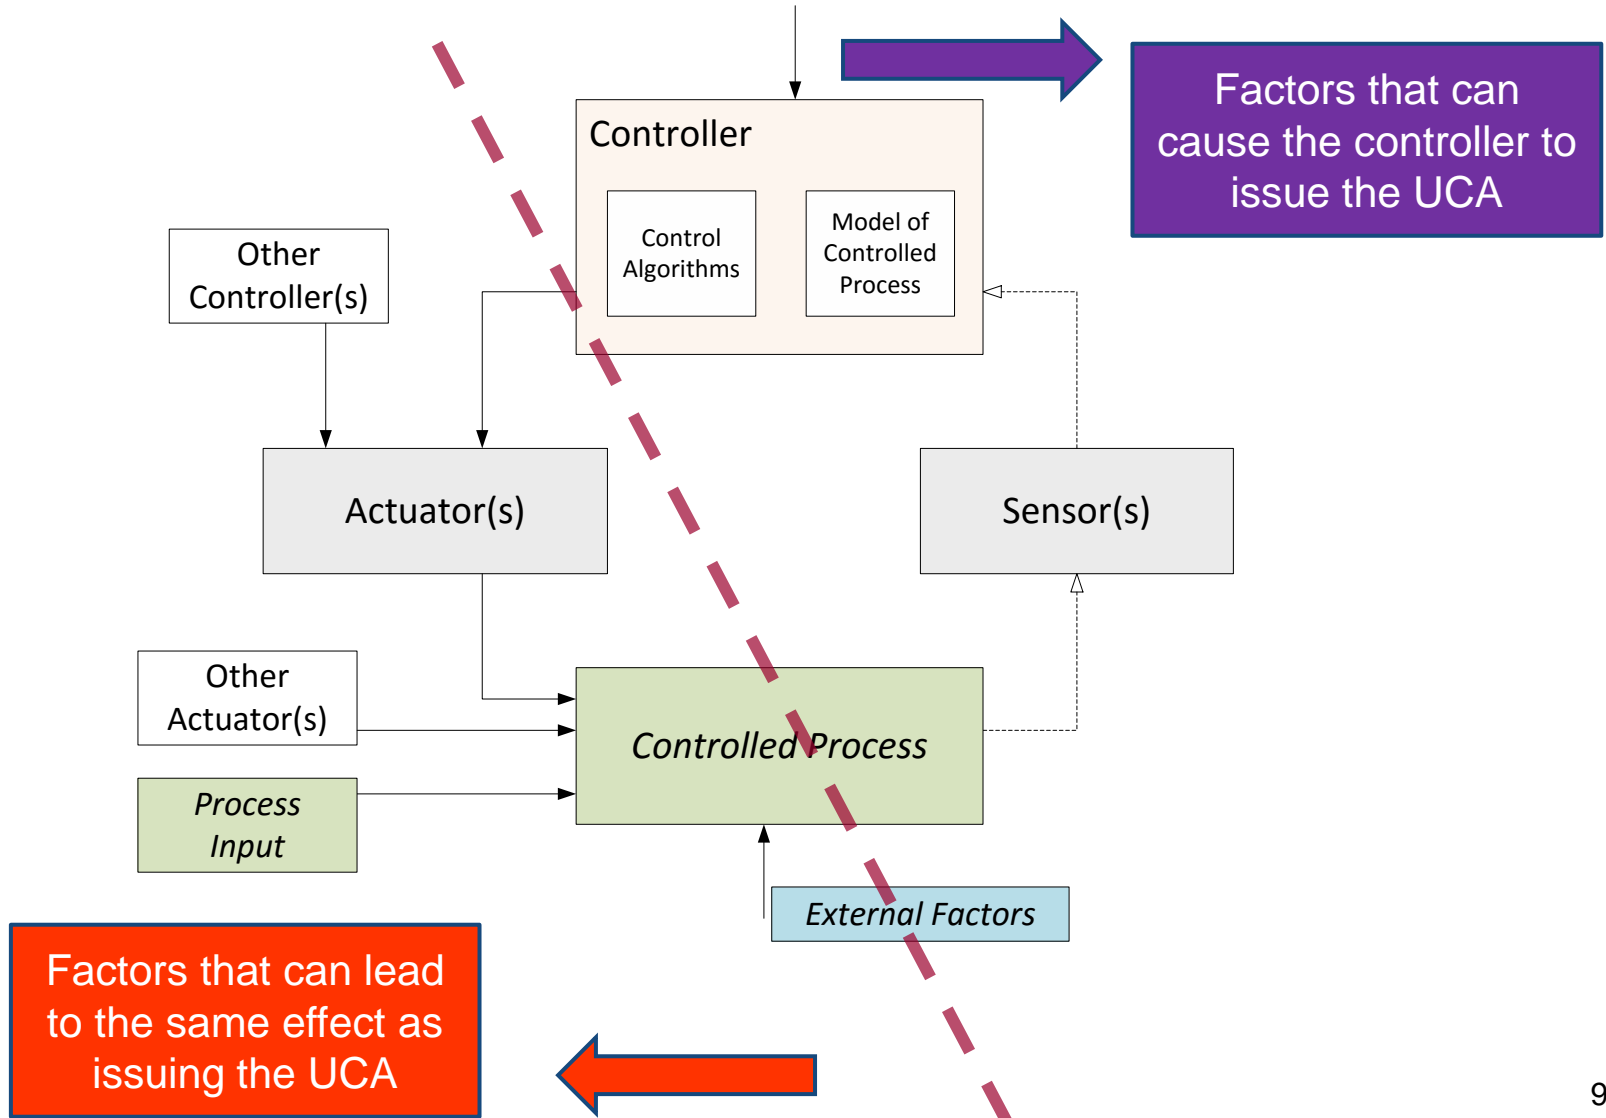 Factors that can
cause the controller to
issue the UCA
Controller
Control
Algorithms
Model of
Controlled
Process
Other
Controller(s)
Actuator(s)
Sensor(s)
Other
Actuator(s)
Controlled Process
Process
Input
External Factors
Factors that can lead
to the same effect as
issuing the UCA
9